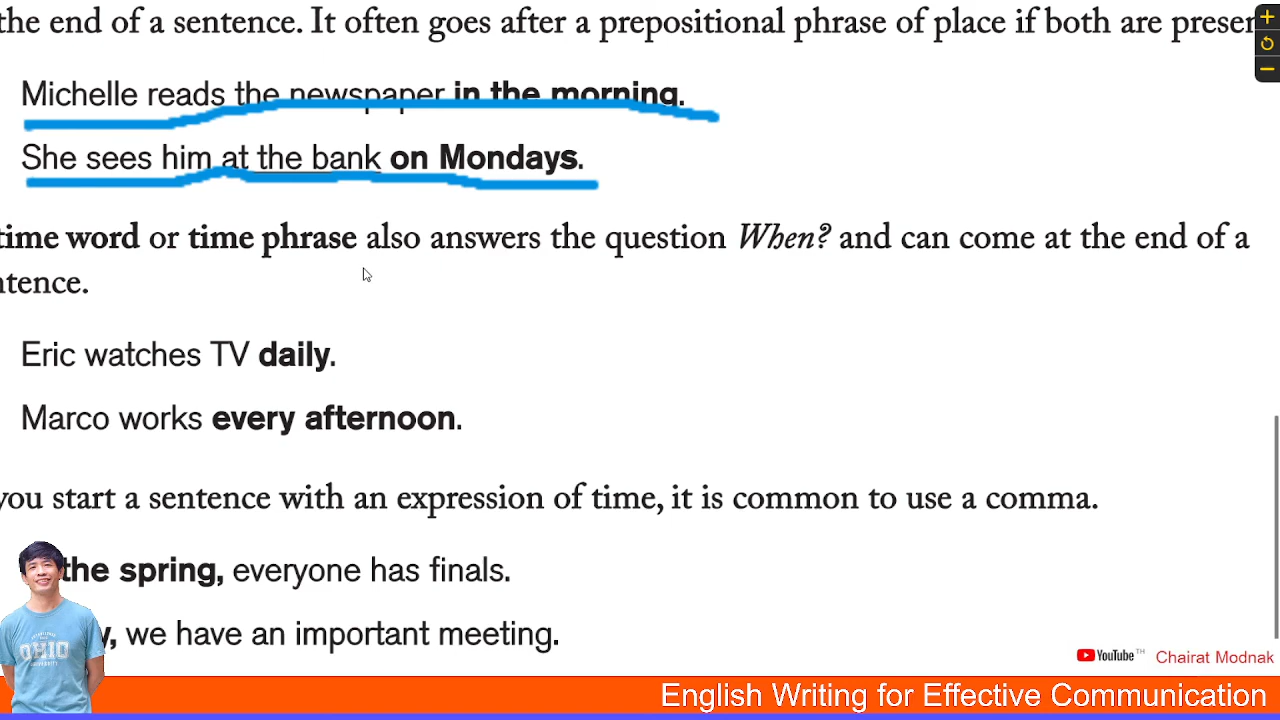 the end of a sentence. It often goes after a prepositional phrase of place if both are presen
Michelle reads the newspaper in the morning.
She sees him at the bank on Mondays.
time word or time phrase also answers the question When? and can come at the end of a
ntence.
Eric watches TV daily.
Marco works every afternoon.
you start a sentence with an expression of time, it is common to use a comma.
the spring, everyone has finals.
y, we have an important meeting.
OHIO
YouTube TH Chairat Modnak
English Writing for Effective Communication